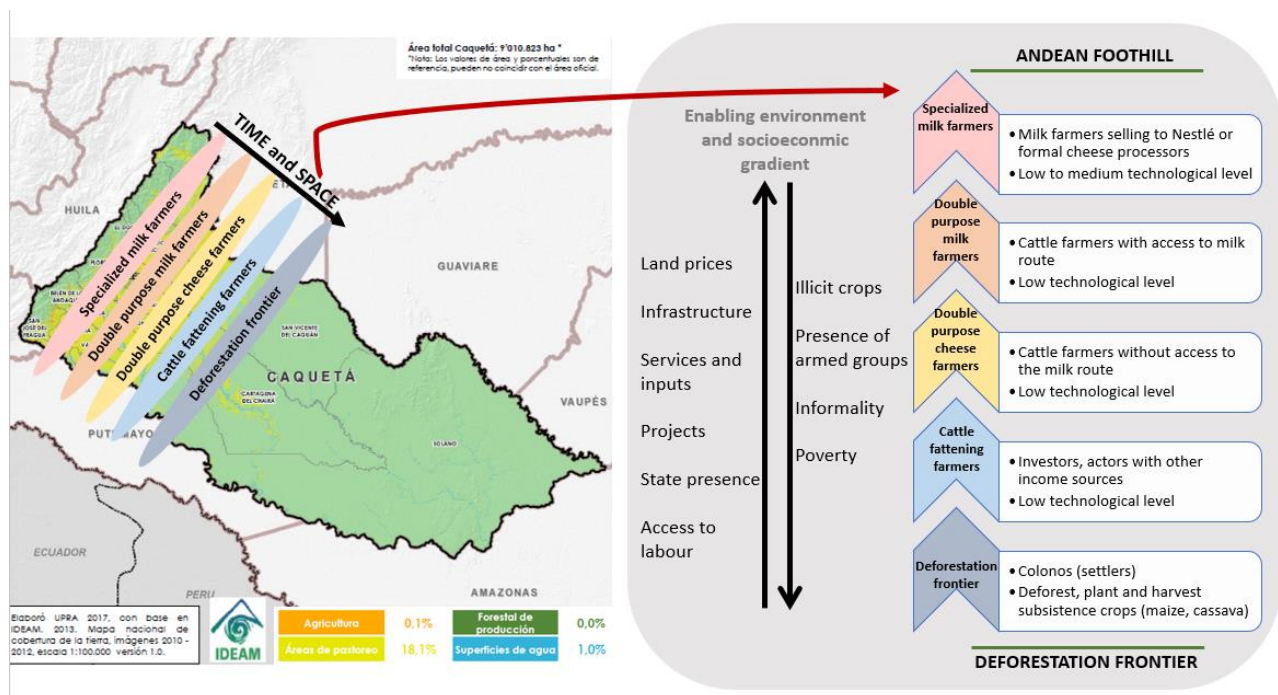 Área total Caquetá: 9'010.823 ha *
*Nota: Los valores de área y porcentuales son de
referencia, pueden no coincidir con el área oficial.
TIME and SPACE
HUILA
Specialized milk farmers
Double purpose milk farmers
Double purpose cheese farmers
Cattle fattening farmers
Deforestation frontier
GUAVIARE
SAN VICENTE
DEL CAGUÁN
CAQUETÁ
CARTAGENA
DEL CHAIRÁ
VAUPÉS
SOLANO
ECUADOR
PERU
AMAZONAS
Elaboró UPRA 2017, con base en
IDEAM. 2013. Mapa nacional de
cobertura de la tierra, imágenes 2010 -
2012, escala 1:100.000 versión 1.0.
IDEAM
Agricultura 0,1%
Áreas de pastoreo 18,1%
Forestal de
producción 0,0%
Superficies de agua 1,0%
Enabling environment
and socioeconmic
gradient
Land prices
Infrastructure
Services and
inputs
Projects
State presence
Access to
labour
Illicit crops
Presence of
armed groups
Informality
Poverty
ANDEAN FOOTHILL
Specialized
milk farmers
• Milk farmers selling to Nestlé or
formal cheese processors
• Low to medium technological level
Double
purpose
milk
farmers
• Cattle farmers with access to milk
route
• Low technological level
Double
purpose
cheese
farmers
• Cattle farmers without access to
the milk route
• Low technological level
Cattle
fattening
farmers
• Investors, actors with other
income sources
• Low technological level
Deforestation
frontier
• Colonos (settlers)
• Deforest, plant and harvest
subsistence crops (maize, cassava)
DEFORESTATION FRONTIER